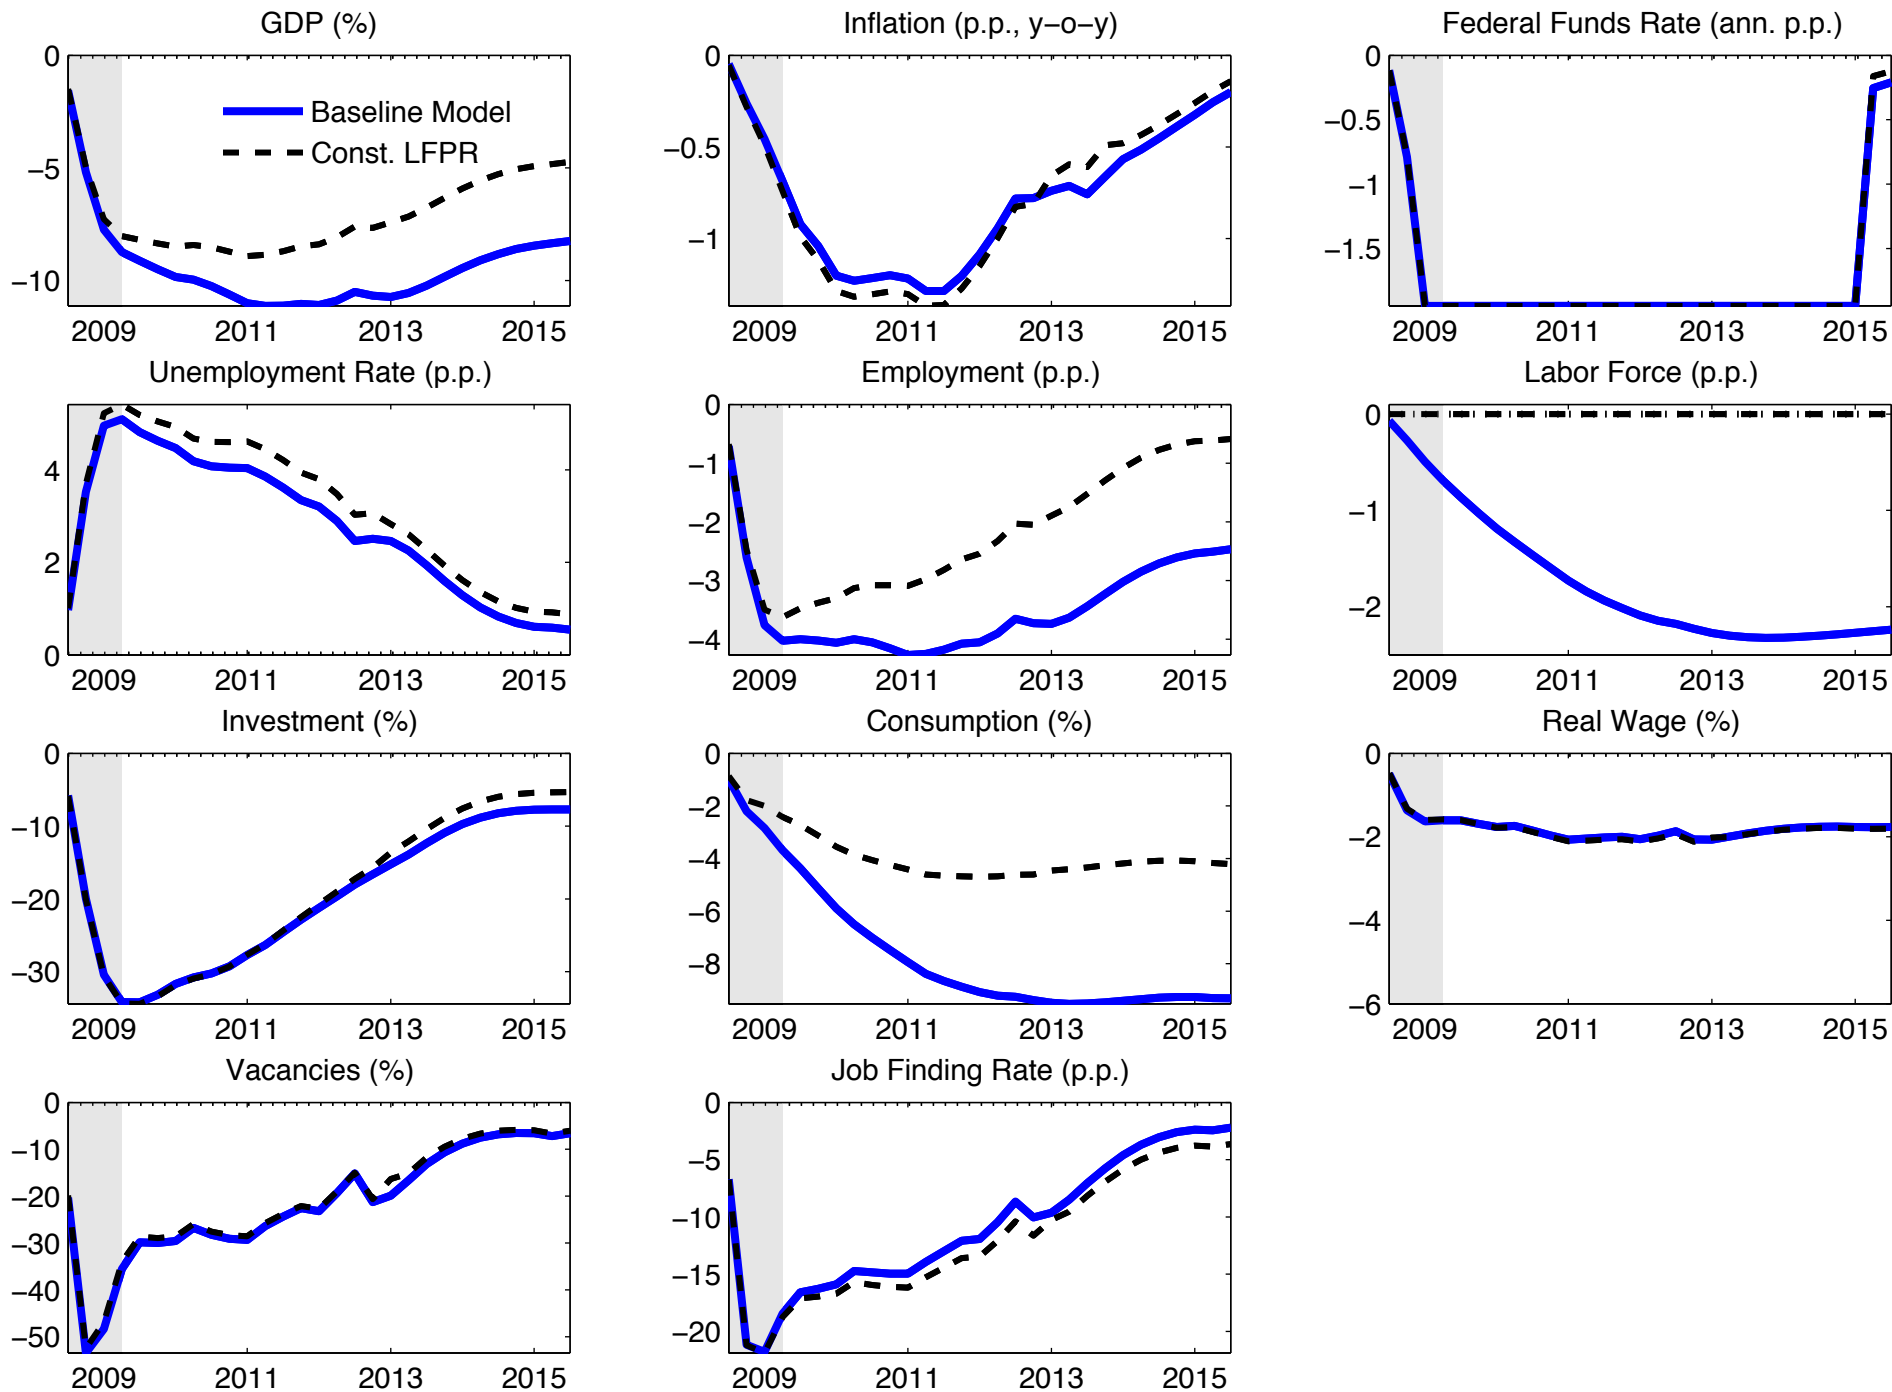 GDP (%)
0
−5
−10
Baseline Model
Const. LFPR
2009 2011 2013 2015
Inflation (p.p., y−o−y)
0
−0.5
−1
2009 2011 2013 2015
Federal Funds Rate (ann. p.p.)
0
−0.5
−1
−1.5
2009 2011 2013 2015
Unemployment Rate (p.p.)
4
2
0
2009 2011 2013 2015
Employment (p.p.)
0
−1
−2
−3
−4
2009 2011 2013 2015
Labor Force (p.p.)
0
−1
−2
2009 2011 2013 2015
Investment (%)
0
−10
−20
−30
2009 2011 2013 2015
Consumption (%)
0
−2
−4
−6
−8
2009 2011 2013 2015
Real Wage (%)
0
−2
−4
−6
2009 2011 2013 2015
Vacancies (%)
0
−10
−20
−30
−40
−50
2009 2011 2013 2015
Job Finding Rate (p.p.)
0
−5
−10
−15
−20
2009 2011 2013 2015